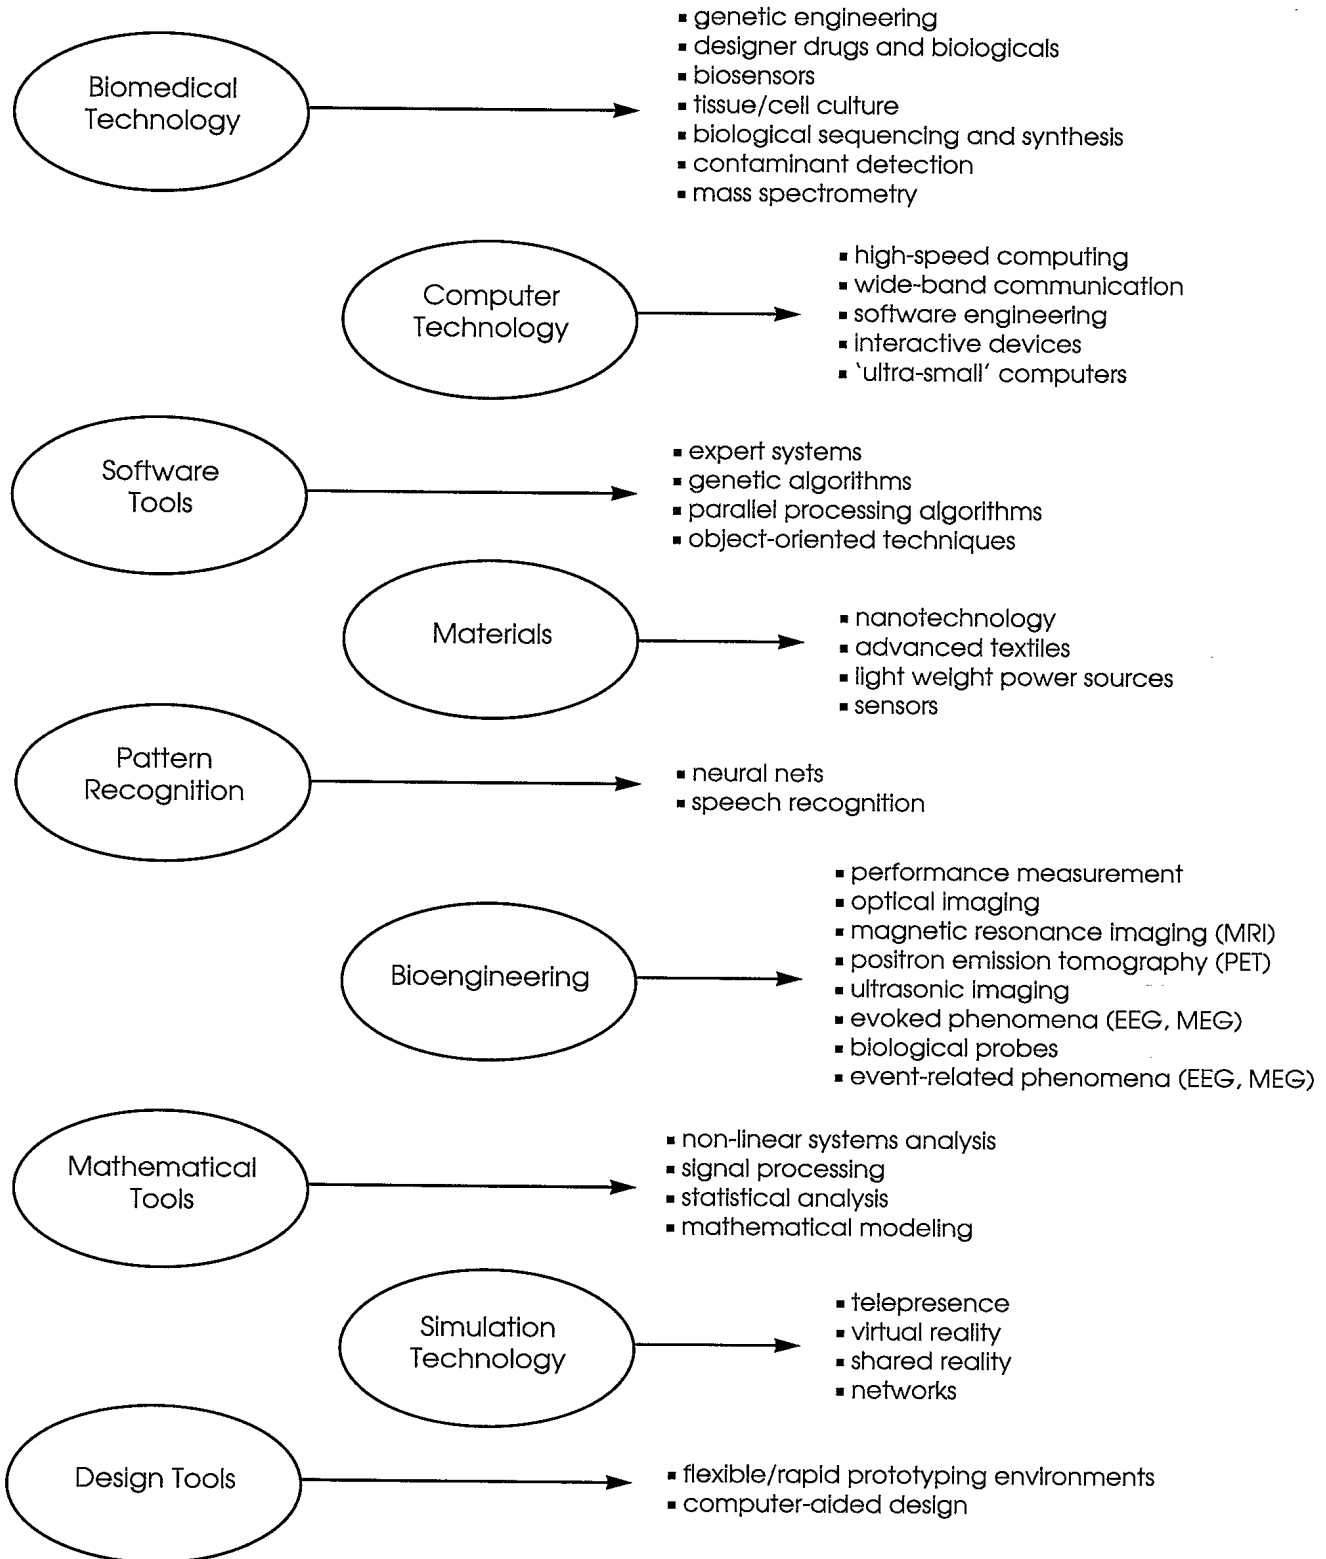 Biomedical
Technology
▪ genetic engineering
▪ designer drugs and biologicals
▪ biosensors
▪ tissue/cell culture
▪ biological sequencing and synthesis
▪ contaminant detection
▪ mass spectrometry
Computer
Technology
▪ high-speed computing
▪ wide-band communication
▪ software engineering
▪ interactive devices
▪ ‘ultra-small’ computers
Software
Tools
▪ expert systems
▪ genetic algorithms
▪ parallel processing algorithms
▪ object-oriented techniques
Materials
▪ nanotechnology
▪ advanced textiles
▪ light weight power sources
▪ sensors
Pattern
Recognition
▪ neural nets
▪ speech recognition
Bioengineering
▪ performance measurement
▪ optical imaging
▪ magnetic resonance imaging (MRI)
▪ positron emission tomography (PET)
▪ ultrasonic imaging
▪ evoked phenomena (EEG, MEG)
▪ biological probes
▪ event-related phenomena (EEG, MEG)
Mathematical
Tools
▪ non-linear systems analysis
▪ signal processing
▪ statistical analysis
▪ mathematical modeling
Simulation
Technology
▪ telepresence
▪ virtual reality
▪ shared reality
▪ networks
Design Tools
▪ flexible/rapid prototyping environments
▪ computer-aided design